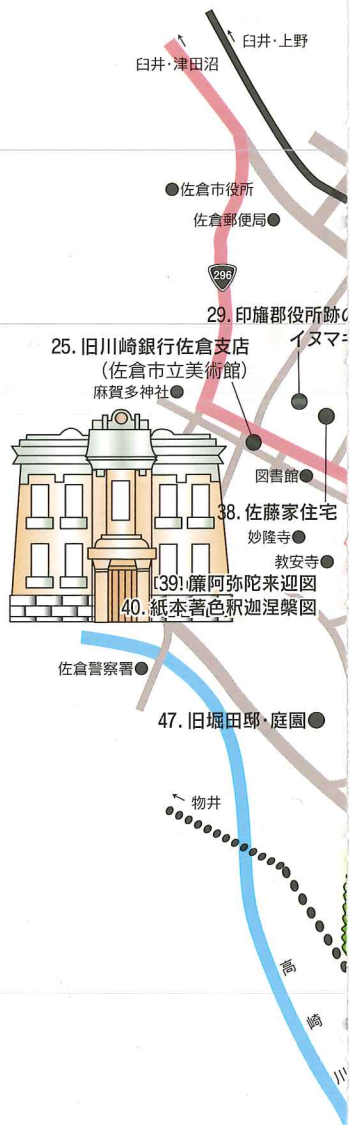 臼井・上野
臼井・津田沼
佐倉市役所
佐倉郵便局
296
29. 印旛郡役所跡の
イヌマキ
25. 旧川崎銀行佐倉支店
(佐倉市立美術館)
麻賀多神社
図書館
38. 佐藤家住宅
妙隆寺
教安寺
39. 簾阿弥陀来迎図
40. 紙本著色釈迦涅槃図
佐倉警察署
47. 旧堀田邸・庭園
物井
高崎川